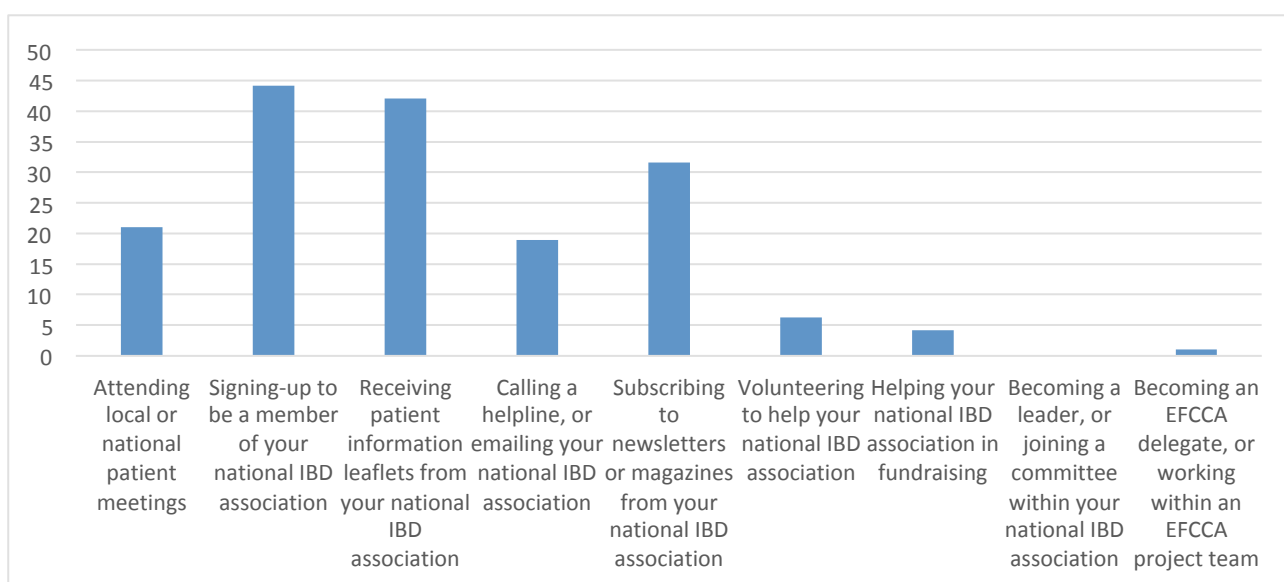 50
45
40
35
30
25
20
15
10
5
0
Attending
local or
national
patient
meetings
Signing-up to
be a member
of your
national IBD
association
Receiving
patient
information
leaflets from
your national
IBD
association
Calling a
helpline, or
emailing your
national IBD
association
Subscribing
to
newsletters
or magazines
from your
national IBD
association
Volunteering
to help your
national IBD
association
Helping your
national IBD
association in
fundraising
Becoming a
leader, or
joining a
committee
within your
national IBD
association
Becoming an
EFCCA
delegate, or
working
within an
EFCCA
project team